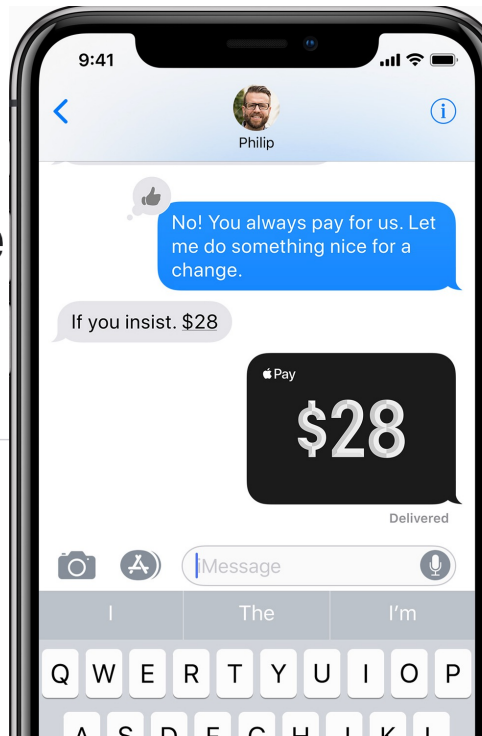 9:41
Philip
No! You always pay for us. Let
me do something nice for a
change.
If you insist. $28
Pay
$28
Delivered
iMessage
I The I'm
Q W E R T Y U I O P
A S D F G H J K L
e